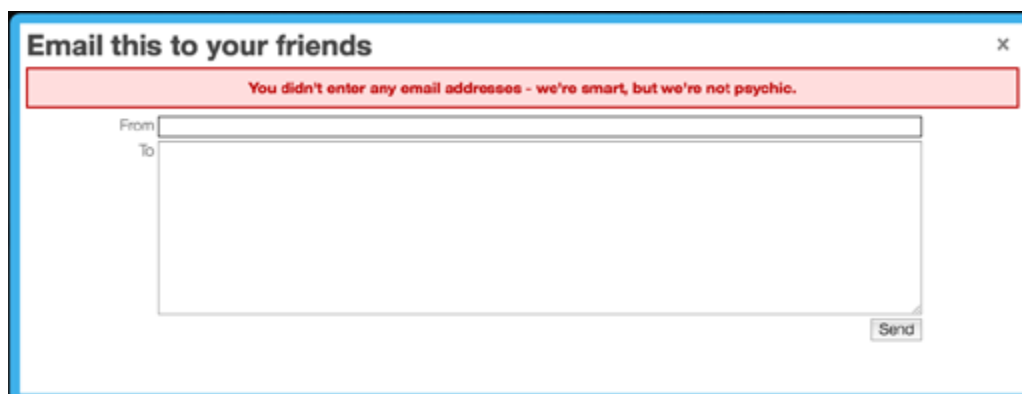 Email this to your friends
×
You didn't enter any email addresses - we're smart, but we're not psychic.
From
To
Send